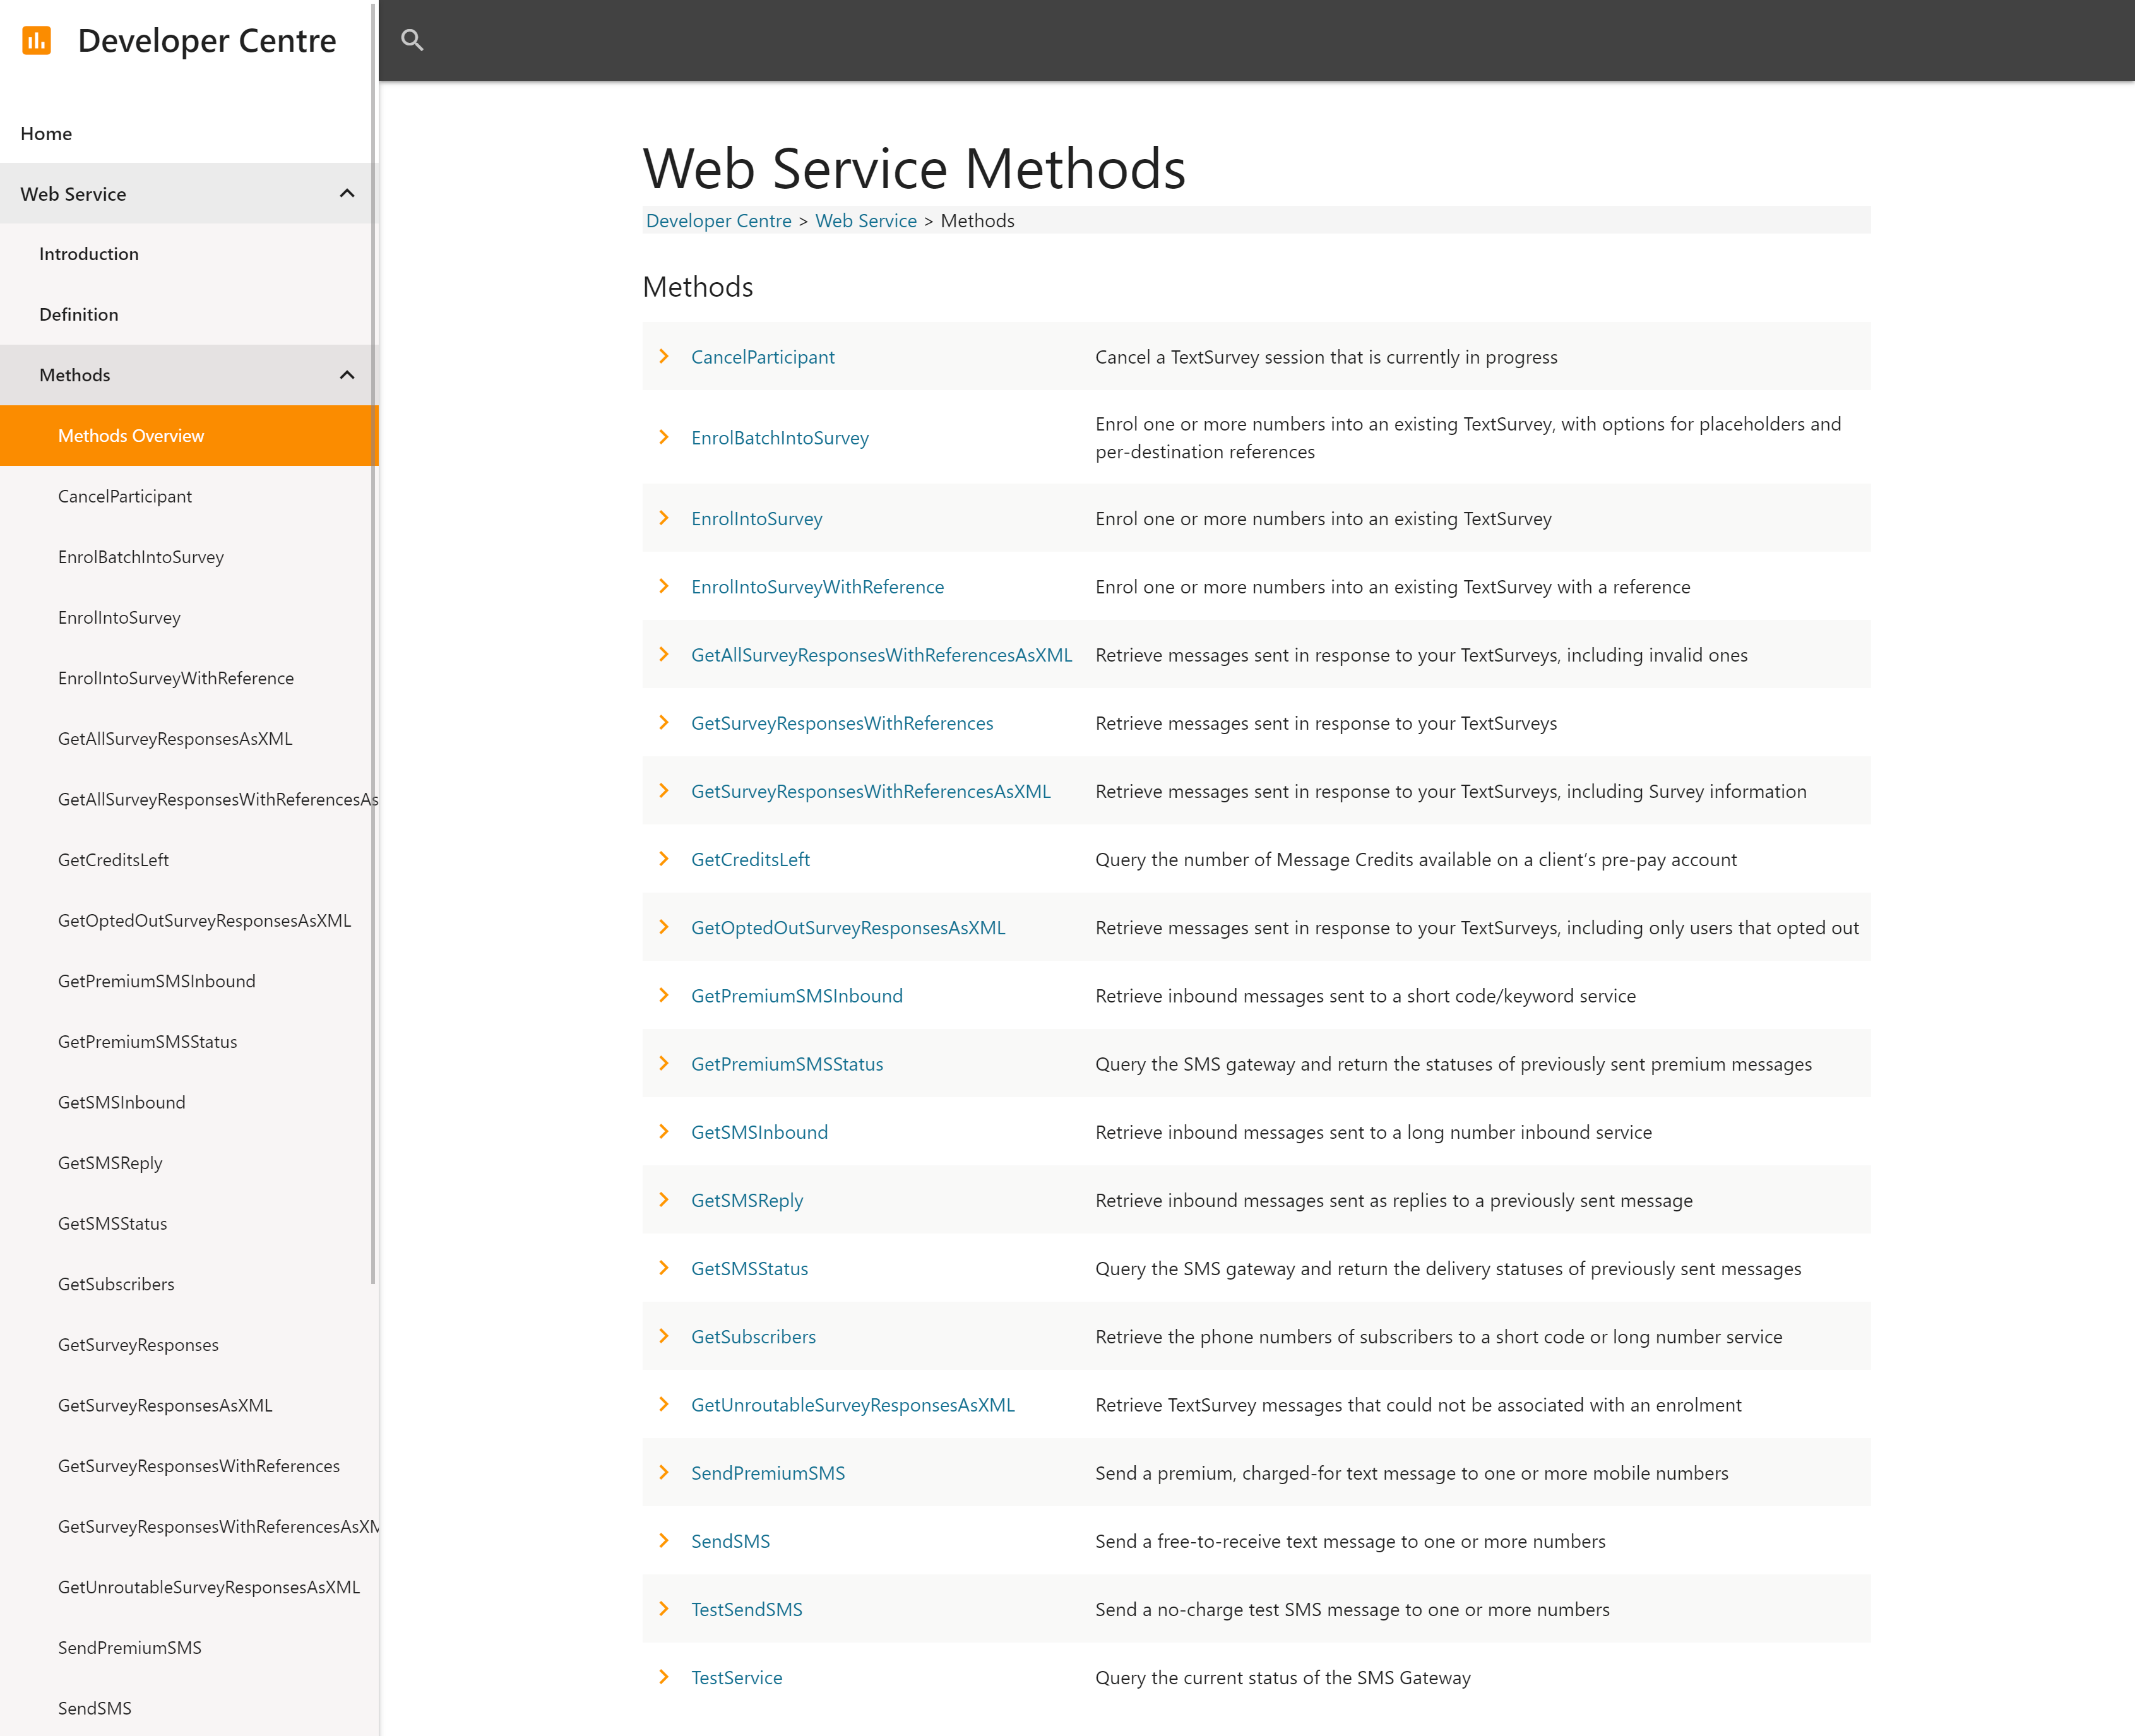 Developer Centre
Home
Web Service
Introduction
Definition
Methods
Methods Overview
CancelParticipant
EnrolBatchIntoSurvey
EnrolIntoSurvey
EnrolIntoSurveyWithReference
GetAllSurveyResponsesAsXML
GetAllSurveyResponsesWithReferencesAs
GetCreditsLeft
GetOptedOutSurveyResponsesAsXML
GetPremiumSMSInbound
GetPremiumSMSStatus
GetSMSInbound
GetSMSReply
GetSMSStatus
GetSubscribers
GetSurveyResponses
GetSurveyResponsesAsXML
GetSurveyResponsesWithReferences
GetSurveyResponsesWithReferencesAsXM
GetUnroutableSurveyResponsesAsXML
SendPremiumSMS
SendSMS
Web Service Methods
Developer Centre > Web Service > Methods
Methods
CancelParticipant Cancel a TextSurvey session that is currently in progress
EnrolBatchIntoSurvey Enrol one or more numbers into an existing TextSurvey, with options for placeholders and
per-destination references
EnrolIntoSurvey Enrol one or more numbers into an existing TextSurvey
EnrolIntoSurveyWithReference Enrol one or more numbers into an existing TextSurvey with a reference
GetAllSurveyResponsesWithReferencesAsXML Retrieve messages sent in response to your TextSurveys, including invalid ones
GetSurveyResponsesWithReferences Retrieve messages sent in response to your TextSurveys
GetSurveyResponsesWithReferencesAsXML Retrieve messages sent in response to your TextSurveys, including Survey information
GetCreditsLeft Query the number of Message Credits available on a client’s pre-pay account
GetOptedOutSurveyResponsesAsXML Retrieve messages sent in response to your TextSurveys, including only users that opted out
GetPremiumSMSInbound Retrieve inbound messages sent to a short code/keyword service
GetPremiumSMSStatus Query the SMS gateway and return the statuses of previously sent premium messages
GetSMSInbound Retrieve inbound messages sent to a long number inbound service
GetSMSReply Retrieve inbound messages sent as replies to a previously sent message
GetSMSStatus Query the SMS gateway and return the delivery statuses of previously sent messages
GetSubscribers Retrieve the phone numbers of subscribers to a short code or long number service
GetUnroutableSurveyResponsesAsXML Retrieve TextSurvey messages that could not be associated with an enrolment
SendPremiumSMS Send a premium, charged-for text message to one or more mobile numbers
SendSMS Send a free-to-receive text message to one or more numbers
TestSendSMS Send a no-charge test SMS message to one or more numbers
TestService Query the current status of the SMS Gateway